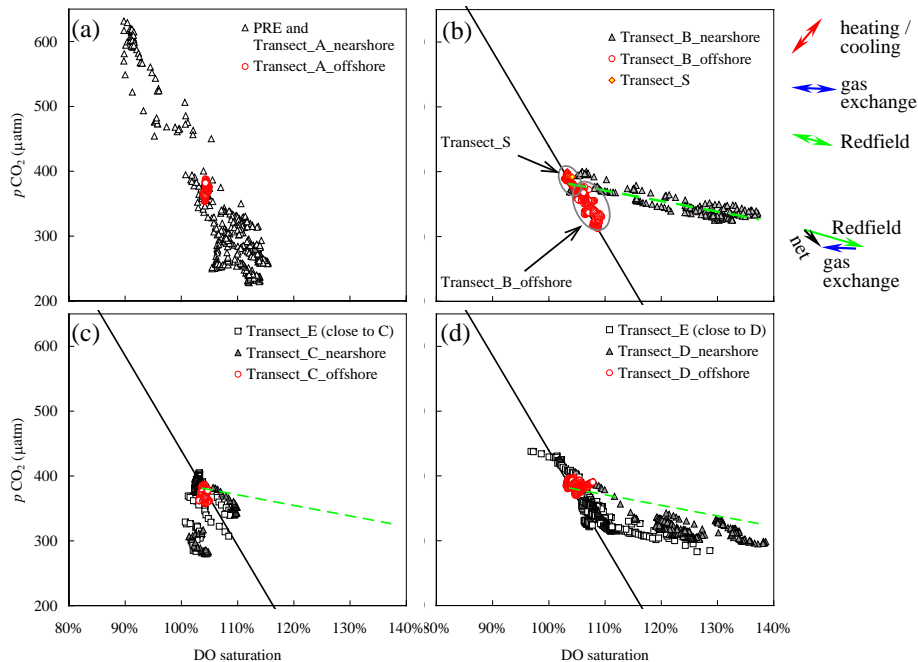 (a)
PRE and
Transect_A_nearshore
Transect_A_offshore
600
500
400
300
200
p CO₂ (μatm)
(b)
Transect_B_nearshore
Transect_B_offshore
Transect_S
Transect_S
Transect_B_offshore
heating /
cooling
gas
exchange
Redfield
Redfield
net
gas
exchange
(c)
Transect_E (close to C)
Transect_C_nearshore
Transect_C_offshore
600
500
400
300
200
p CO₂ (μatm)
80% 90% 100% 110% 120% 130% 140%
DO saturation
(d)
Transect_E (close to D)
Transect_D_nearshore
Transect_D_offshore
80% 90% 100% 110% 120% 130% 140%
DO saturation